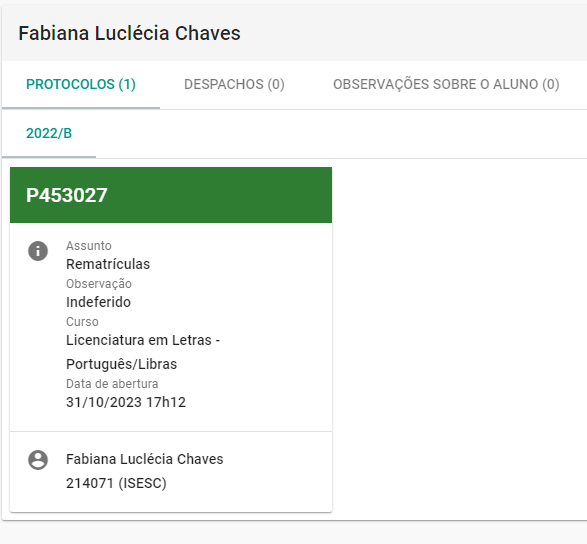 Fabiana Luclécia Chaves
PROTOCOLOS (1) DESPACHOS (0) OBSERVAÇÕES SOBRE O ALUNO (0)
2022/B
P453027
Assunto
Rematrículas
Observação
Indeferido
Curso
Licenciatura em Letras -
Português/Libras
Data de abertura
31/10/2023 17h12
Fabiana Luclécia Chaves
214071 (ISESC)